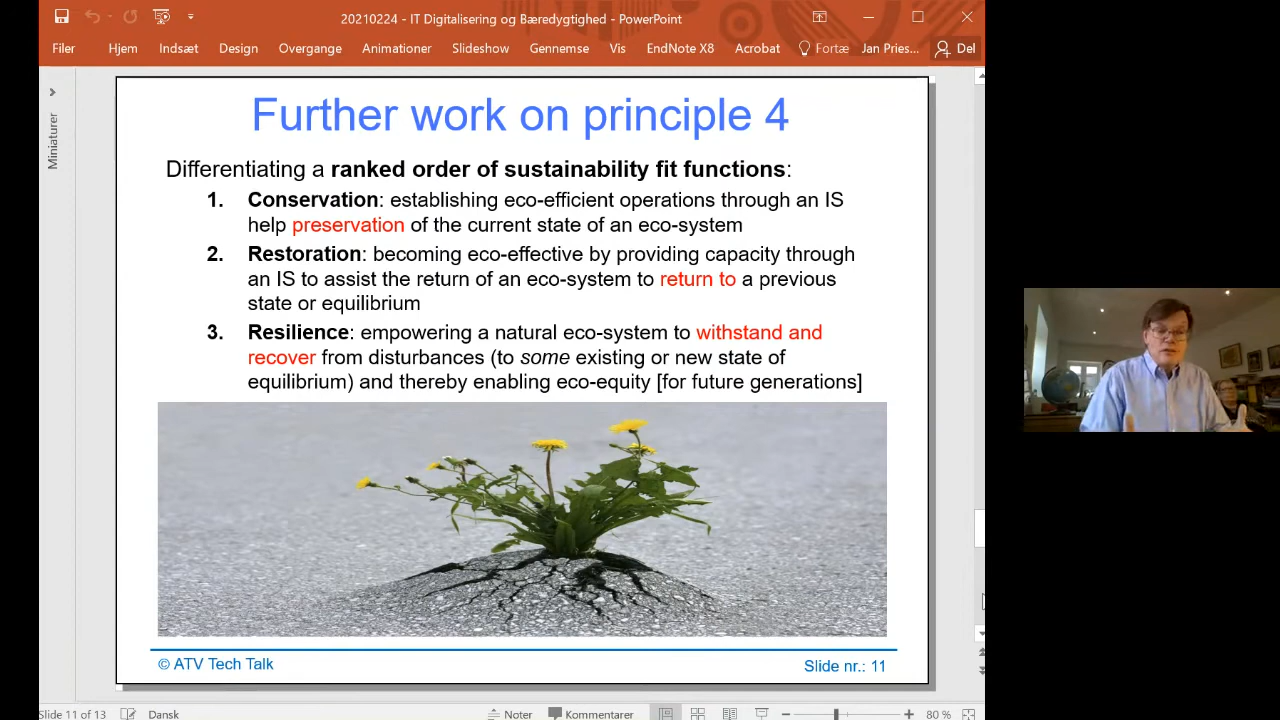 20210224 - IT Digitalisering og Bæredygtighed - PowerPoint
Filer Hjem Indsæt Design Overgange Animationer Slideshow Gennemse Vis EndNote X8 Acrobat Fortæ Jan Pries... Del
Miniaturer
Further work on principle 4
Differentiating a ranked order of sustainability fit functions:
1. Conservation: establishing eco-efficient operations through an IS
help preservation of the current state of an eco-system
2. Restoration: becoming eco-effective by providing capacity through
an IS to assist the return of an eco-system to return to a previous
state or equilibrium
3. Resilience: empowering a natural eco-system to withstand and
recover from disturbances (to some existing or new state of
equilibrium) and thereby enabling eco-equity [for future generations]
© ATV Tech Talk
Slide nr.: 11
Slide 11 of 13 Dansk Noter Kommentarer 80 %